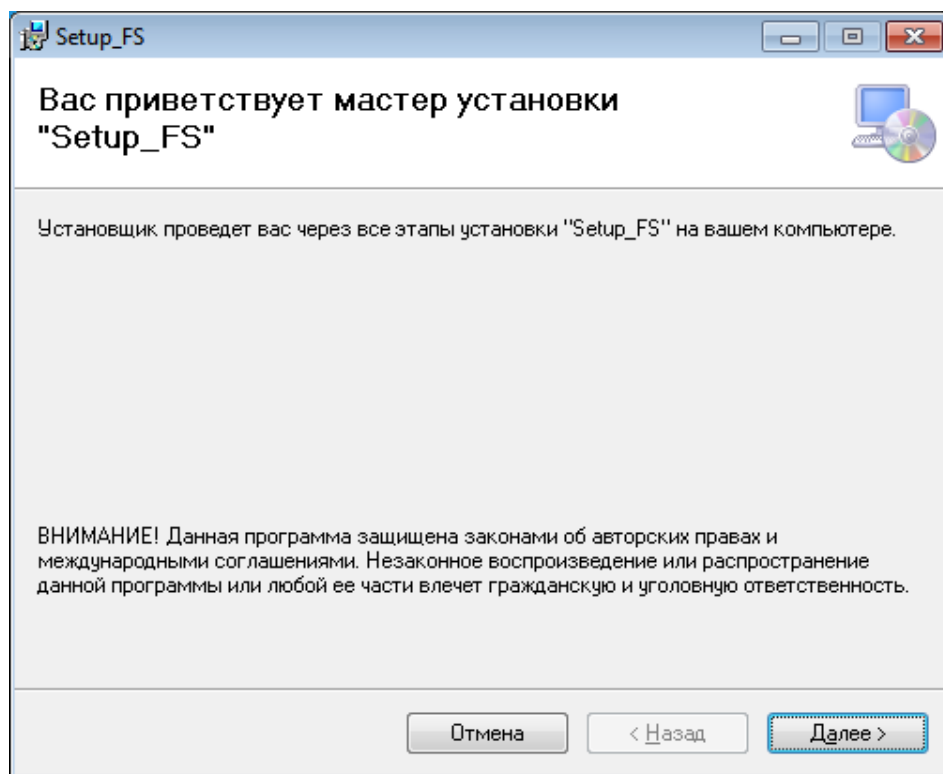 Setup_FS
Вас приветствует мастер установки
"Setup_FS"
Установщик проведет вас через все этапы установки "Setup_FS" на вашем компьютере.
ВНИМАНИЕ! Данная программа защищена законами об авторских правах и
международными соглашениями. Незаконное воспроизведение или распространение
данной программы или любой ее части влечет гражданскую и уголовную ответственность.
Отмена
< Назад
Далее >